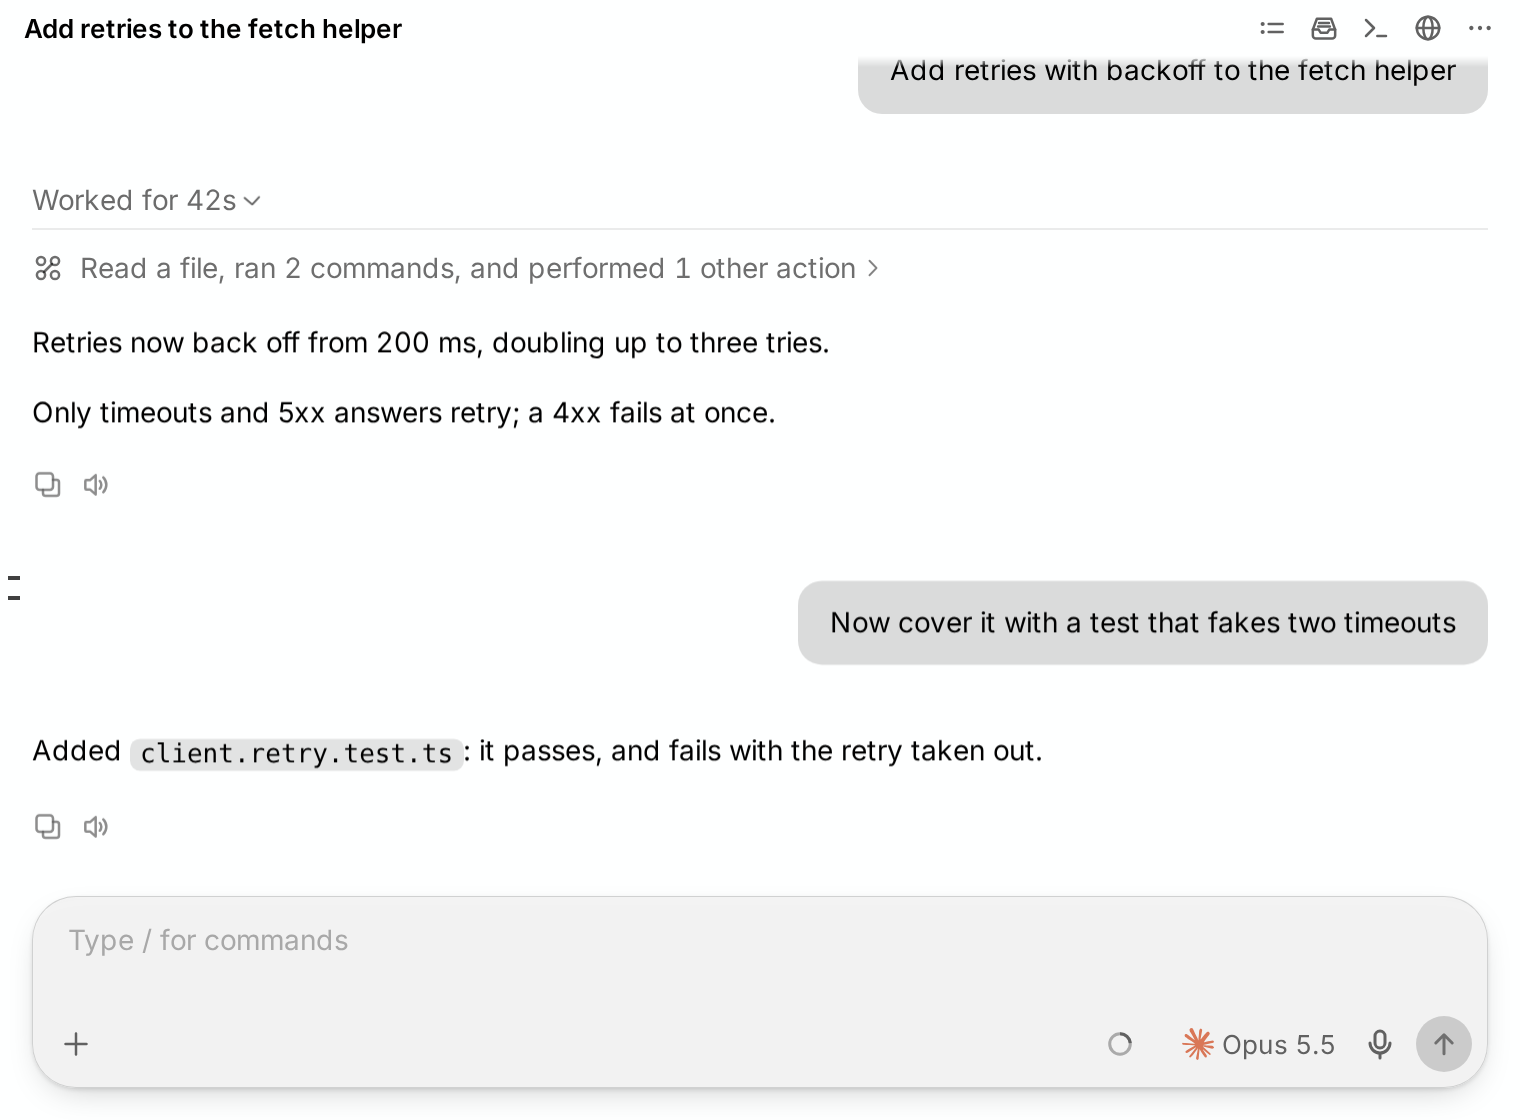 Add retries to the fetch helper
Add retries with backoff to the fetch helper
Worked for 42s
Read a file, ran 2 commands, and performed 1 other action
Retries now back off from 200 ms, doubling up to three tries.
Only timeouts and 5xx answers retry; a 4xx fails at once.
Now cover it with a test that fakes two timeouts
Added client.retry.test.ts: it passes, and fails with the retry taken out.
Type / for commands
Opus 5.5